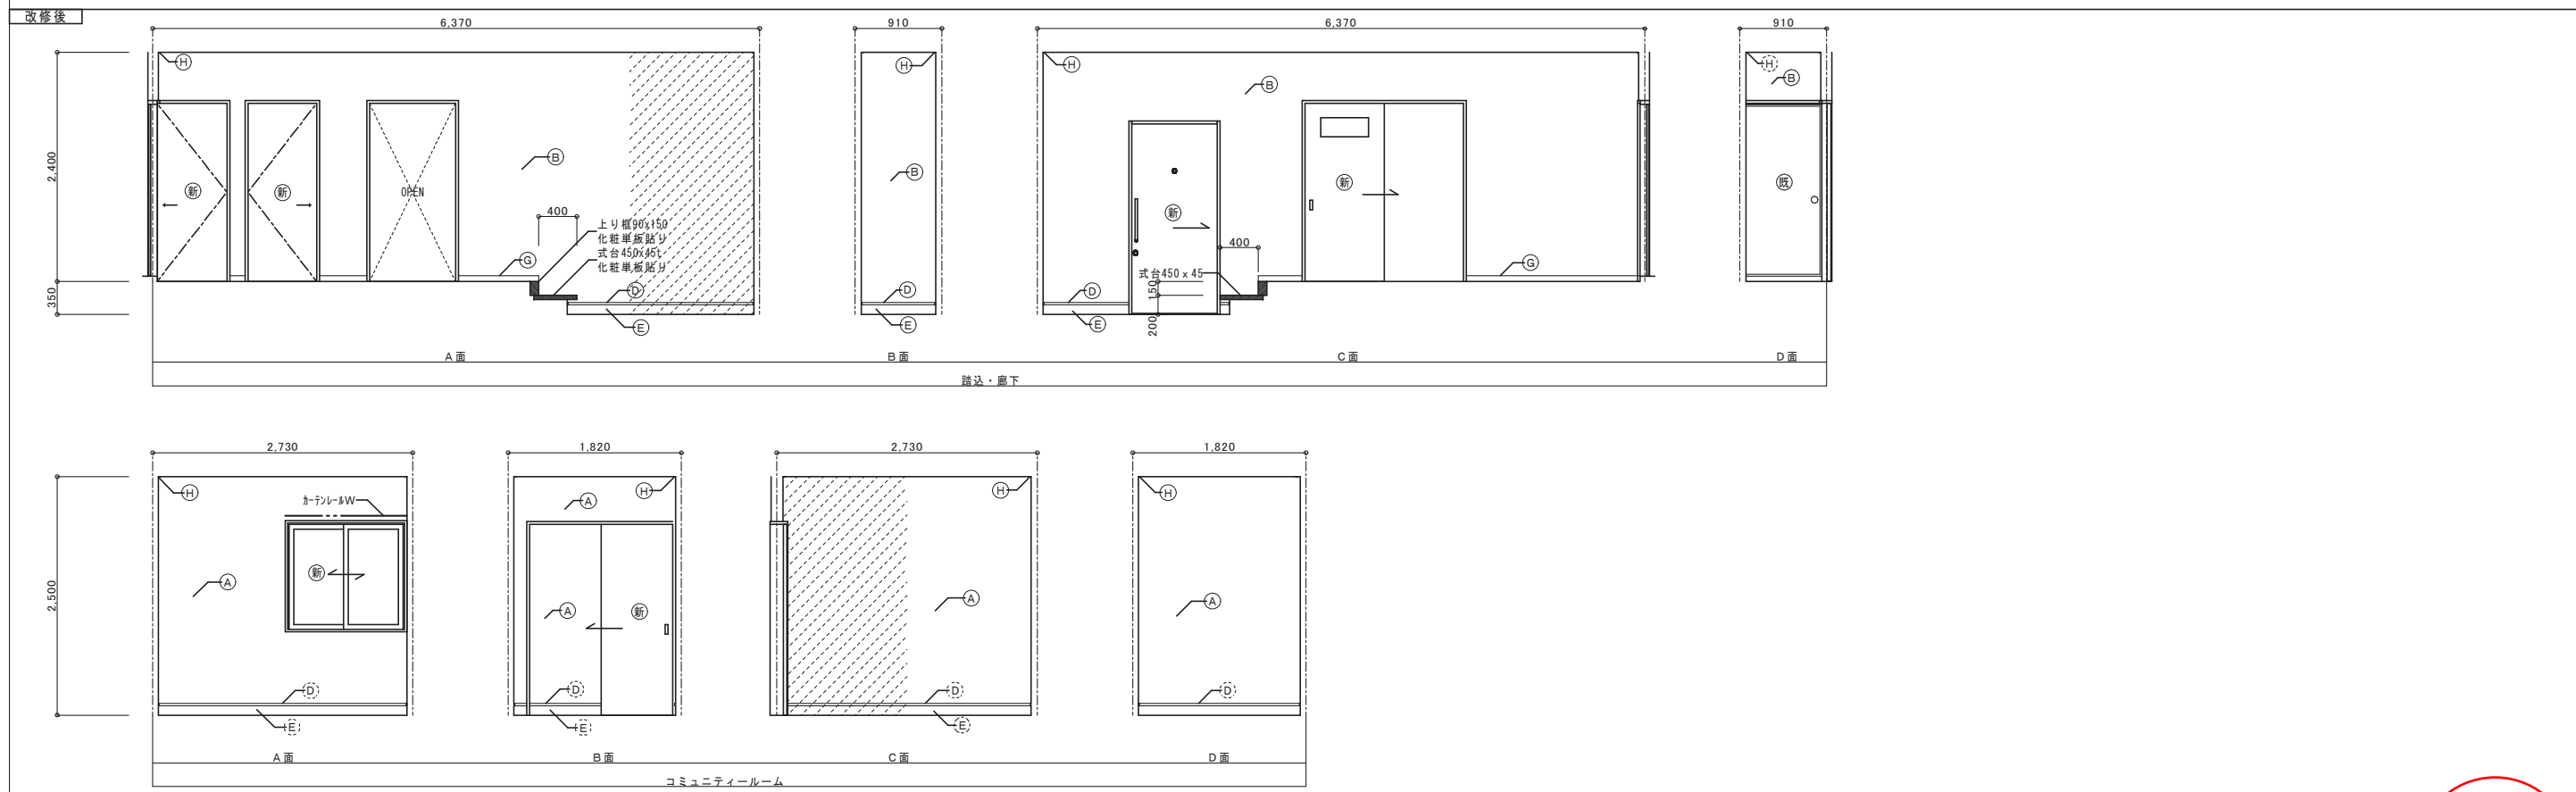 改修後
6,370
910
6,370
910
H
H
H
H
B
B
2,400
B
B
新
新
OPEN
新
既
新
400
上り框90x150
化粧単板貼り
式台450x45t
化粧単板貼り
400
G
G
式台450 x 45
D
D
D
350
150
E
E
E
200
A 面
B 面
C 面
D 面
踏込・廊下
2,730
1,820
2,730
1,820
H
H
H
H
カーテンレールW
A
2,500
新
A
A
新
A
A
D
D
D
D
E
E
E
A 面
B 面
C 面
D 面
コミュニティールーム